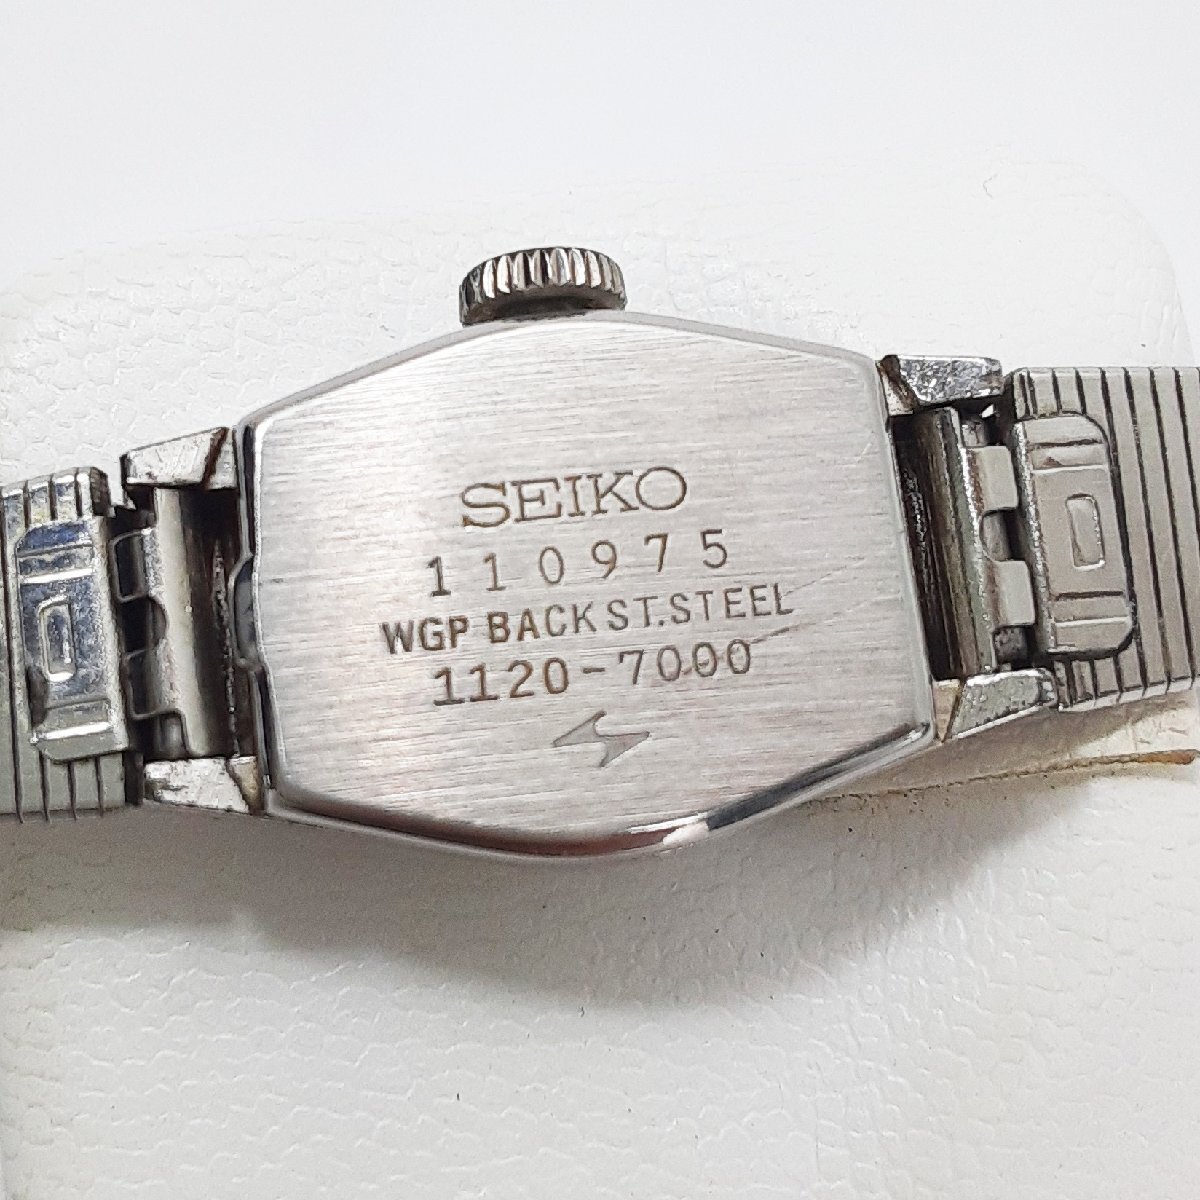 SEIKO
110975
WGP BACK ST.STEEL
1120-7000